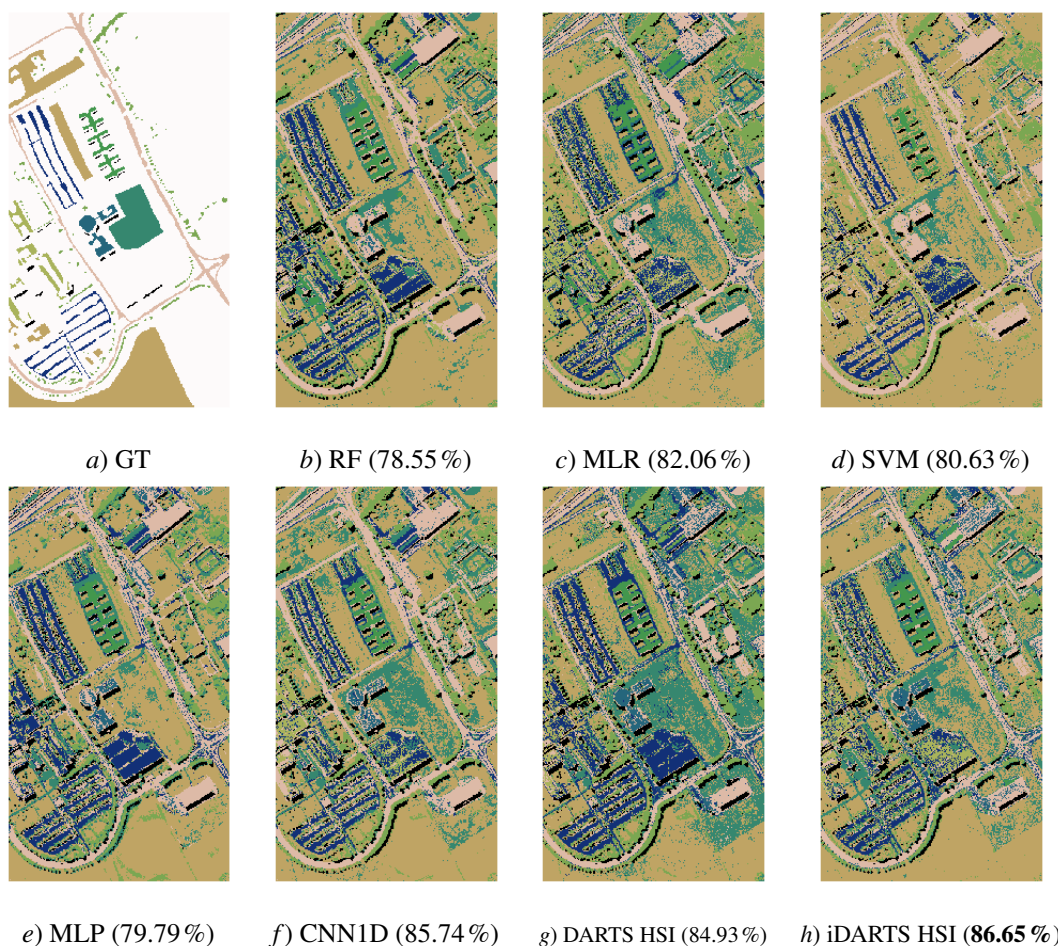 a) GT
b) RF (78.55 %)
c) MLR (82.06 %)
d) SVM (80.63 %)
e) MLP (79.79 %)
f) CNN1D (85.74 %)
g) DARTS HSI (84.93 %)
h) iDARTS HSI (86.65 %)